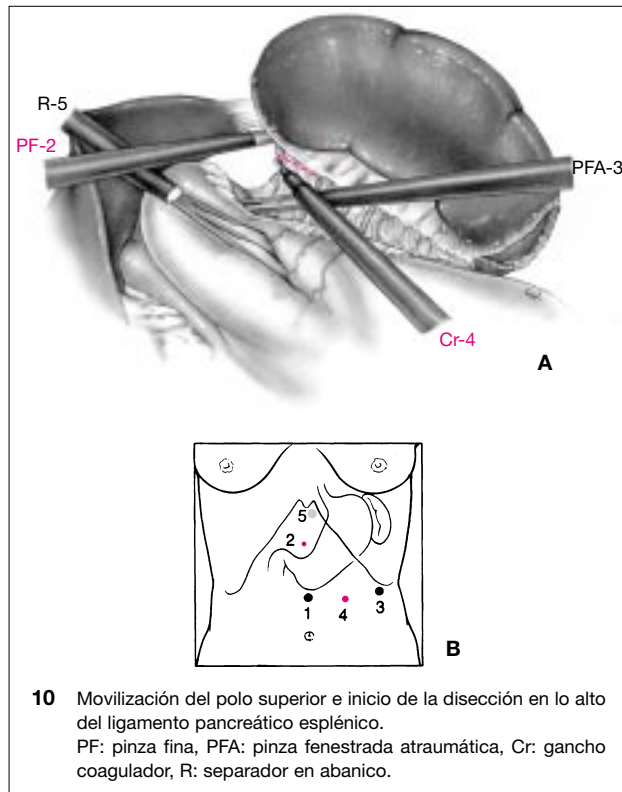 R-5
PF-2
PFA-3
Cr-4
A
5
2
1
4
3
B
10 Movilización del polo superior e inicio de la disección en lo alto
del ligamento pancreático esplénico.
PF: pinza fina, PFA: pinza fenestrada atraumática, Cr: gancho
coagulador, R: separador en abanico.